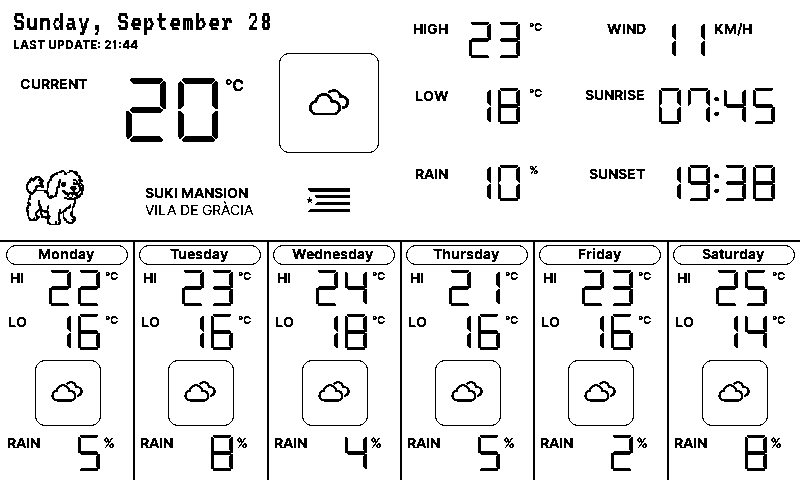 Sunday, September 28
LAST UPDATE: 21:44
CURRENT 20 °C
SUKI MANSION
VILA DE GRÀCIA
HIGH 23 °C
LOW 18 °C
RAIN 10 %
WIND 11 KM/H
SUNRISE 07:45
SUNSET 19:38
Monday
HI 22 °C
LO 16 °C
RAIN 5 %
Tuesday
HI 23 °C
LO 16 °C
RAIN 8 %
Wednesday
HI 24 °C
LO 18 °C
RAIN 4 %
Thursday
HI 21 °C
LO 16 °C
RAIN 5 %
Friday
HI 23 °C
LO 16 °C
RAIN 2 %
Saturday
HI 25 °C
LO 14 °C
RAIN 8 %